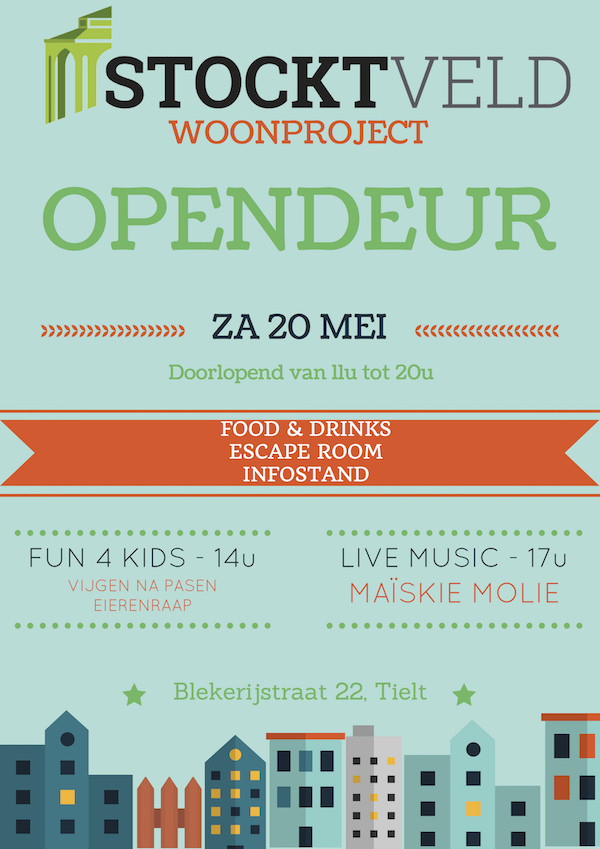 STOCKTVELD
WOONPROJECT
OPENDEUR
ZA 20 MEI
Doorlopend van 11u tot 20u
FOOD & DRINKS
ESCAPE ROOM
INFOSTAND
FUN 4 KIDS - 14u
VIJGEN NA PASEN
EIERENRAAP
LIVE MUSIC - 17u
MAÏSKIE MOLIE
Blekerijstraat 22, Tielt